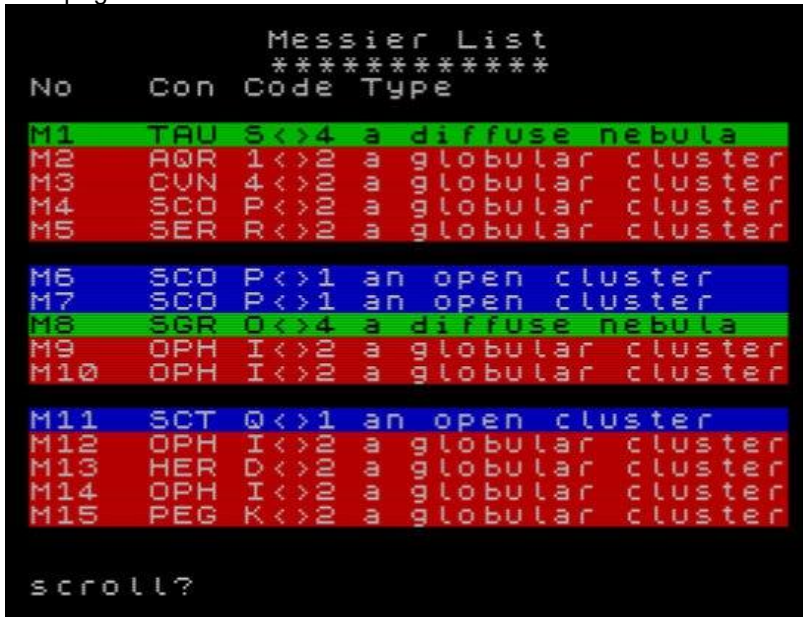 Messier List
************
No Con Code Type
M1 TAU S<>4 a diffuse nebula
M2 AQR 1<>2 a globular cluster
M3 CVN 4<>2 a globular cluster
M4 SCO P<>2 a globular cluster
M5 SER R<>2 a globular cluster
M6 SCO P<>1 an open cluster
M7 SCO P<>1 an open cluster
M8 SGR O<>4 a diffuse nebula
M9 OPH I<>2 a globular cluster
M10 OPH I<>2 a globular cluster
M11 SCT Q<>1 an open cluster
M12 OPH I<>2 a globular cluster
M13 HER D<>2 a globular cluster
M14 OPH I<>2 a globular cluster
M15 PEG K<>2 a globular cluster
scroll?